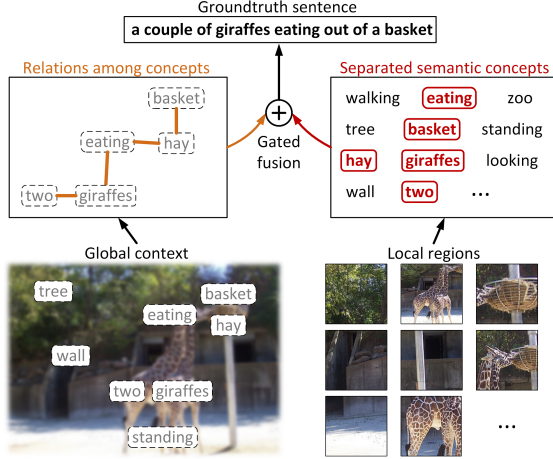 Groundtruth sentence
a couple of giraffes eating out of a basket
Relations among concepts
basket
eating
hay
two
giraffes
Gated
fusion
Separated semantic concepts
walking eating zoo
tree basket standing
hay giraffes looking
wall two ...
Global context
tree
basket
eating
hay
wall
two
giraffes
standing
Local regions
...